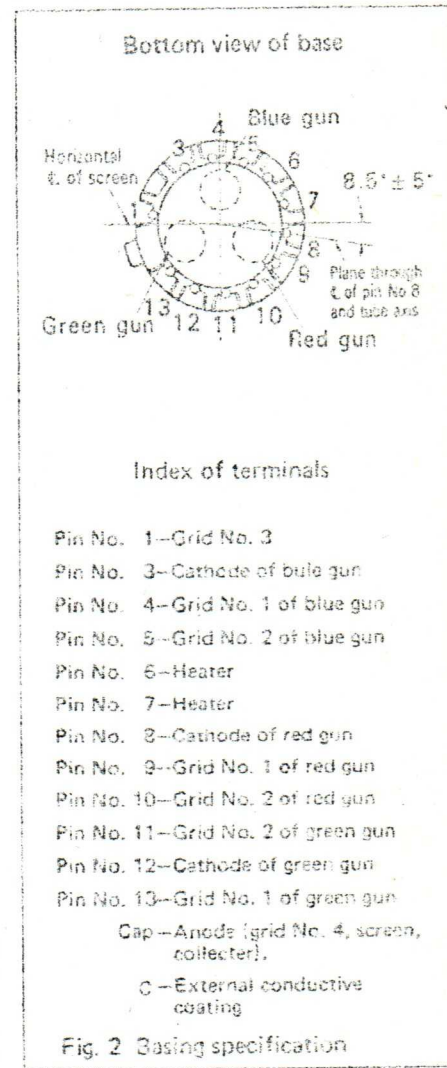 Bottom view of base
Blue gun
4
3
5
6
7
8
9
10
11
12
13
1
Horizontal
℄ of screen
8.5° ± 5°
Plane through
℄ of pin No 8
and tube axis
Green gun
Red gun
Index of terminals
Pin No. 1–Grid No. 3
Pin No. 3–Cathode of bule gun
Pin No. 4–Grid No. 1 of blue gun
Pin No. 5–Grid No. 2 of blue gun
Pin No. 6–Heater
Pin No. 7–Heater
Pin No. 8–Cathode of red gun
Pin No. 9–Grid No. 1 of red gun
Pin No. 10–Grid No. 2 of red gun
Pin No. 11–Grid No. 2 of green gun
Pin No. 12–Cathode of green gun
Pin No. 13–Grid No. 1 of green gun
Cap –Anode (grid No. 4, screen,
collecter).
C –External conductive
coating
Fig. 2 Basing specification